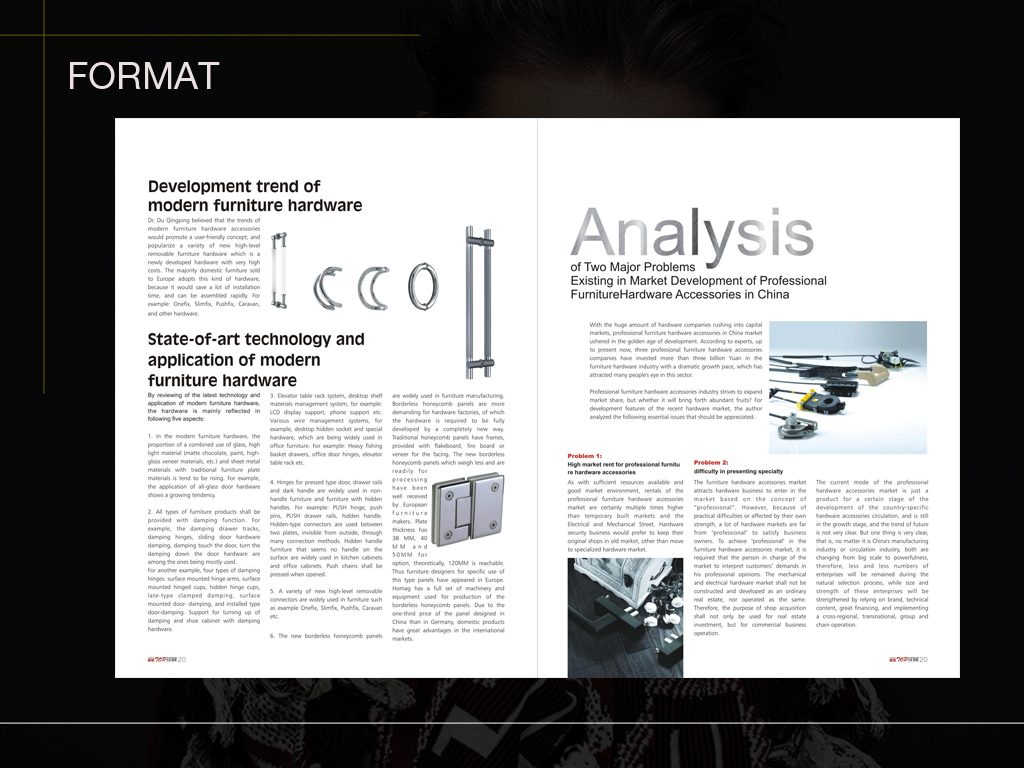 FORMAT
Development trend of
modern furniture hardware
Dr. Du Qingping believed that the trends of
modern furniture hardware accessories
would promote a user-friendly concept; and
popularize a variety of new high-level
removable furniture hardware which is a
newly developed hardware with very high
costs. The majority domestic furniture sold
to Europe adopts this kind of hardware,
because it would save a lot of installation
time, and can be assembled rapidly. For
example: Onefix, Slimfix, Pushfix, Caravan,
and other hardware.
State-of-art technology and
application of modern
furniture hardware
By reviewing of the latest technology and
application of modern furniture hardware,
the hardware is mainly reflected in
following five aspects:
1. In the modern furniture hardware, the
proportion of a combined use of glass, high
light material (matte chocolate, paint, high-
gloss veneer materials, etc.) and sheet metal
materials with traditional furniture plate
materials is tend to be rising. For example,
the application of all-glass door hardware
shows a growing tendency.
2. All types of furniture products shall be
provided with damping function. For
example, the damping drawer tracks,
damping hinges, sliding door hardware
damping, damping touch the door, turn the
damping down the door hardware are
among the ones being mostly used.
For another example, four types of damping
hinges: surface mounted hinge arms, surface
mounted hinged cups, hidden hinge cups,
late-type clamped damping, surface
mounted door- damping, and installed type
door-damping. Support for turning up of
damping and shoe cabinet with damping
hardware.
3. Elevator table rack system, desktop shelf
materials management system, for example:
LCD display support, phone support etc.
Various wire management systems, for
example, desktop hidden socket and special
hardware, which are being widely used in
office furniture. For example: Heavy fishing
basket drawers, office door hinges, elevator
table rack etc.
4. Hinges for pressed type door, drawer rails
and dark handle are widely used in non-
handle furniture and furniture with hidden
handles. For example: PUSH hinge, push
pins, PUSH drawer rails, hidden handle.
Hidden-type connectors are used between
two plates, invisible from outside, through
many connection methods. Hidden handle
furniture that seems no handle on the
surface are widely used in kitchen cabinets
and office cabinets. Push chains shall be
pressed when opened.
5. A variety of new high-level removable
connectors are widely used in furniture such
as example Onefix, Slimfix, Pushfix, Caravan
etc.
6. The new borderless honeycomb panels
are widely used in furniture manufacturing.
Borderless honeycomb panels are more
demanding for hardware factories, of which
the hardware is required to be fully
developed by a completely new way.
Traditional honeycomb panels have frames,
provided with flakeboard, fire board or
veneer for the facing. The new borderless
honeycomb panels which weigh less and are
readily for
processing
have been
well received
by European
furniture
makers. Plate
thickness has
38 MM, 40
MM and
50MM for
option, theoretically, 120MM is reachable.
Thus furniture designers for specific use of
this type panels have appeared in Europe.
Homag has a full set of machinery and
equipment used for production of the
borderless honeycomb panels. Due to the
one-third price of the panel designed in
China than in Germany, domestic products
have great advantages in the international
markets.
20
Analysis
of Two Major Problems
Existing in Market Development of Professional
FurnitureHardware Accessories in China
With the huge amount of hardware companies rushing into capital
markets, professional furniture hardware accessories in China market
ushered in the golden age of development. According to experts, up
to present now, three professional furniture hardware accessories
companies have invested more than three billion Yuan in the
furniture hardware industry with a dramatic growth pace, which has
attracted many people's eye in this sector.
Professional furniture hardware accessories industry strives to expand
market share, but whether it will bring forth abundant fruits? For
development features of the recent hardware market, the author
analyzed the following essential issues that should be appreciated:
Problem 1:
High market rent for professional furnitu
re hardware accessories
As with sufficient resources available and
good market environment, rentals of the
professional furniture hardware accessories
market are certainly multiple times higher
than temporary built markets and the
Electrical and Mechanical Street. Hardware
security business would prefer to keep their
original shops in old market, other than move
to specialized hardware market.
Problem 2:
difficulty in presenting specialty
The furniture hardware accessories market
attracts hardware business to enter in the
market based on the concept of
"professional". However, because of
practical difficulties or affected by their own
strength, a lot of hardware markets are far
from "professional" to satisfy business
owners. To achieve "professional" in the
furniture hardware accessories market, it is
required that the person in charge of the
market to interpret customers' demands in
his professional opinions. The mechanical
and electrical hardware market shall not be
constructed and developed as an ordinary
real estate, nor operated as the same.
Therefore, the purpose of shop acquisition
shall not only be used for real estate
investment, but for commercial business
operation.
The current mode of the professional
hardware accessories market is just a
product for a certain stage of the
development of the country-specific
hardware accessories circulation, and is still
in the growth stage, and the trend of future
is not very clear. But one thing is very clear,
that is, no matter it is China's manufacturing
industry or circulation industry, both are
changing from big scale to powerfulness,
therefore, less and less numbers of
enterprises will be remained during the
natural selection process, while size and
strength of these enterprises will be
strengthened by relying on brand, technical
content, great financing, and implementing
a cross-regional, transnational, group and
chain operation.
20